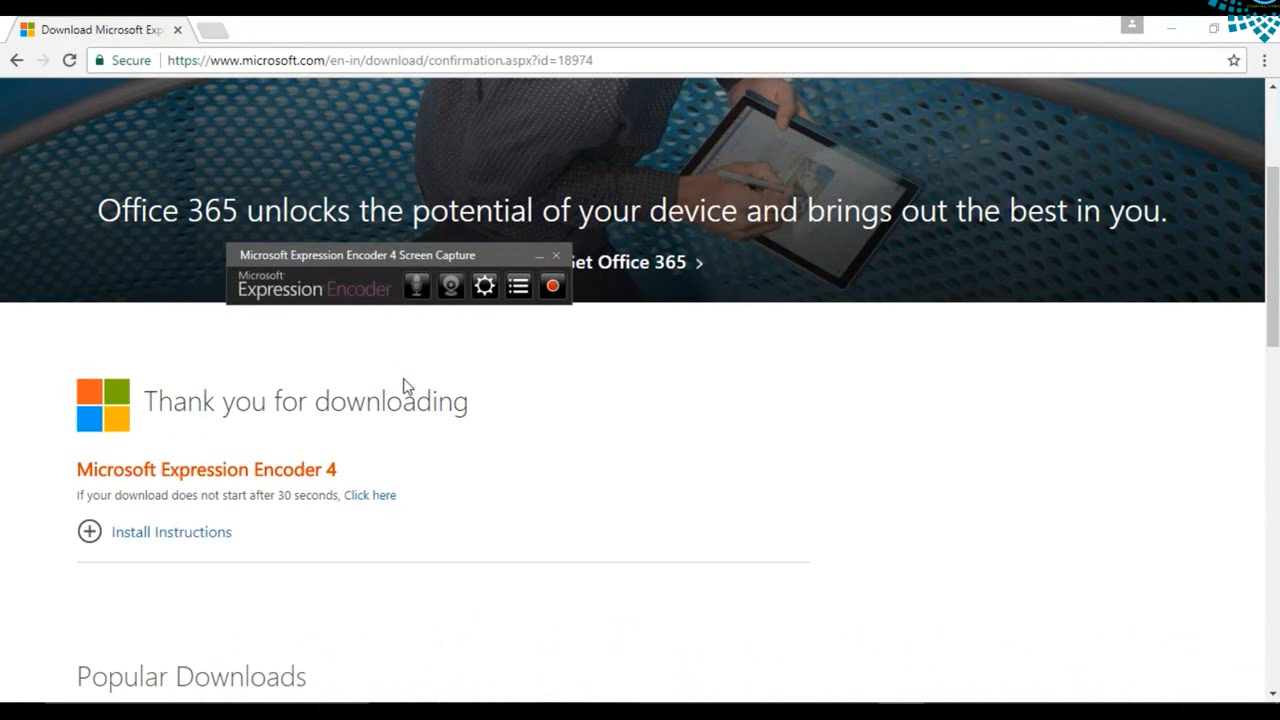 Download Microsoft Exp
Secure
https://www.microsoft.com/en-in/download/confirmation.aspx?id=18974
Office 365 unlocks the potential of your device and brings out the best in you.
Microsoft Expression Encoder 4 Screen Capture
et Office 365
Microsoft
Expression Encoder
Thank you for downloading
Microsoft Expression Encoder 4
If your download does not start after 30 seconds, Click here
Install Instructions
Popular Downloads